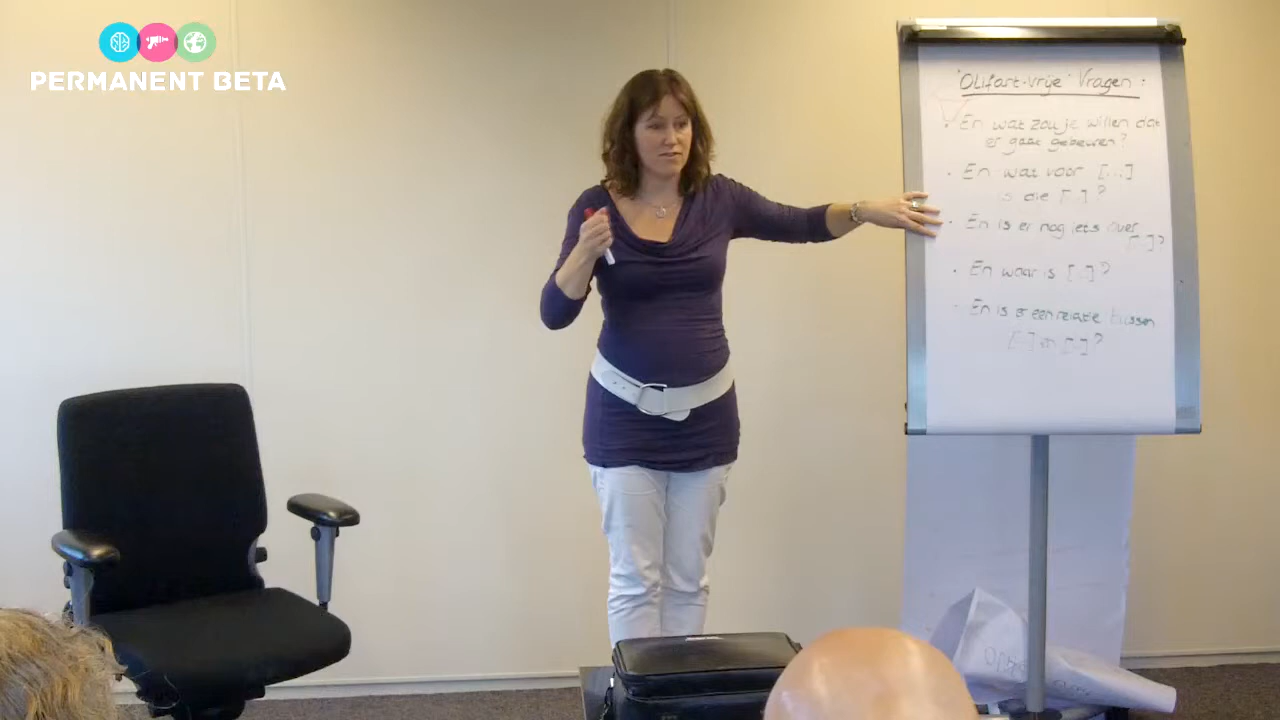 PERMANENT BETA
"OLifant-vrije" Vragen:
• En wat zou je willen dat
er gaat gebeuren?
• En wat voor [...]
is die [...]?
• En is er nog iets over
[...]?
• En waar is [...]?
• En is er een relatie tussen
[...] en [...]?